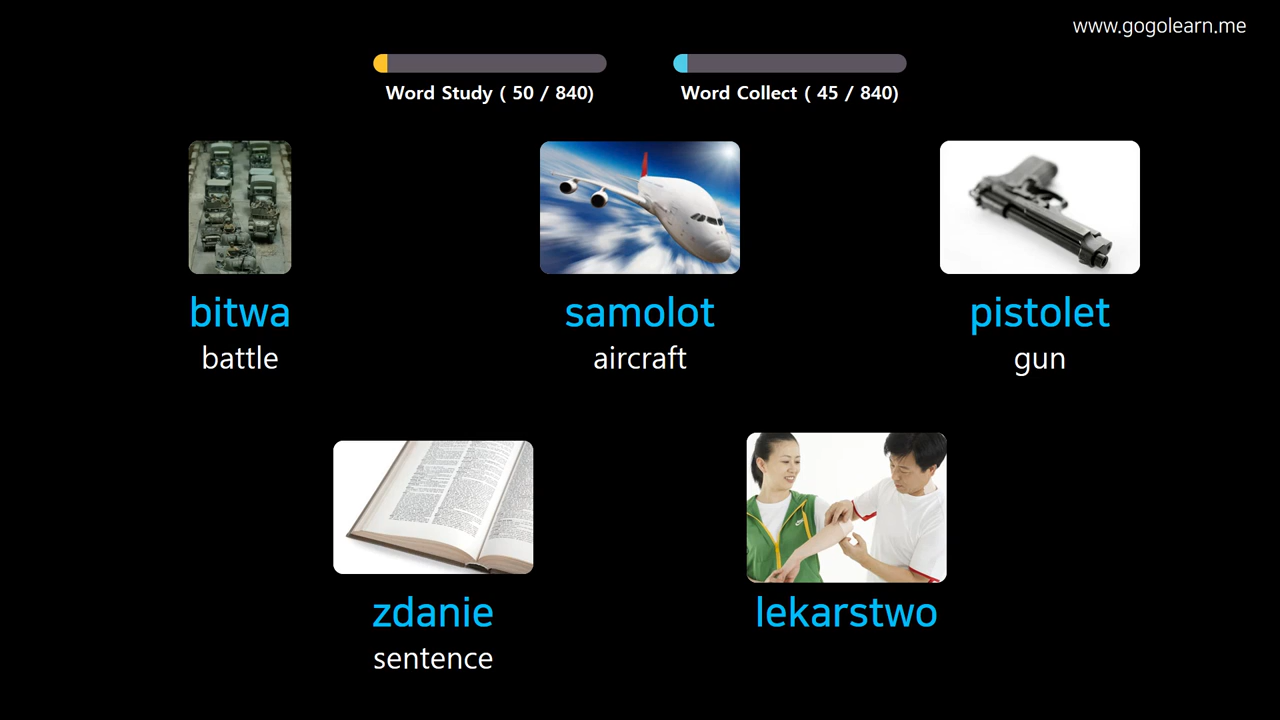 www.gogolearn.me
Word Study ( 50 / 840)
Word Collect ( 45 / 840)
bitwa
battle
samolot
aircraft
pistolet
gun
zdanie
sentence
lekarstwo